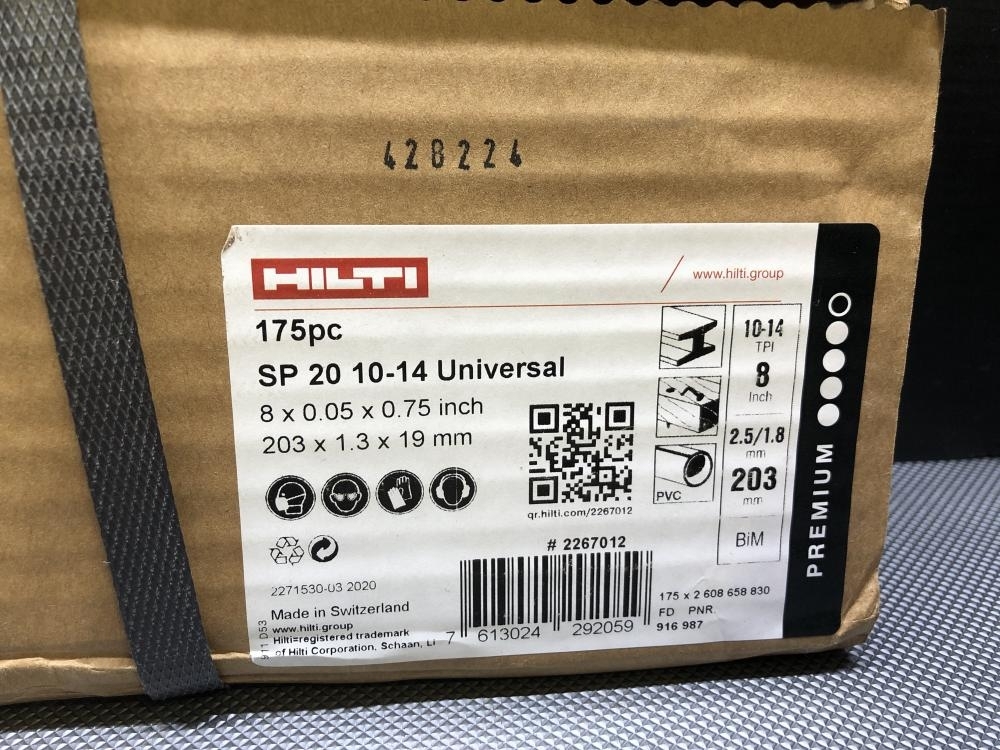 428224
HILTI
www.hilti.group
175pc
SP 20 10-14 Universal
8 x 0.05 x 0.75 inch
203 x 1.3 x 19 mm
qr.hilti.com/2267012
PVC
10-14
TPI
8
Inch
2.5/1.8
mm
203
mm
BiM
PREMIUM
# 2267012
2271530-03 2020
Made in Switzerland
www.hilti.group
Hilti=registered trademark
of Hilti Corporation, Schaan, LI
7 613024 292059
175 x 2 608 658 830
FD PNR.
916 987